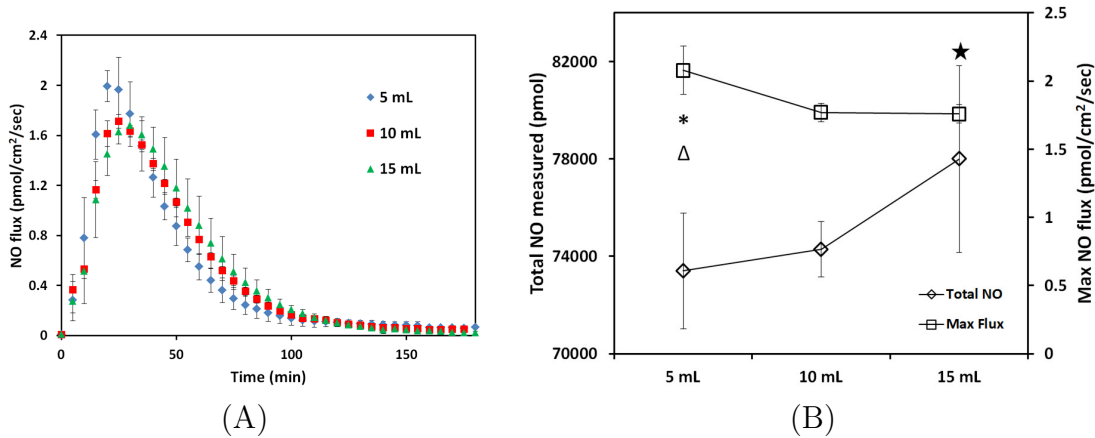 NO flux (pmol/cm²/sec)
2.4
2
1.6
1.2
0.8
0.4
0
0
50
100
150
Time (min)
5 mL
10 mL
15 mL
(A)
Total NO measured (pmol)
82000
78000
74000
70000
*
Δ
★
5 mL
10 mL
15 mL
Total NO
Max Flux
2.5
2
1.5
1
0.5
0
Max NO flux (pmol/cm²/sec)
(B)